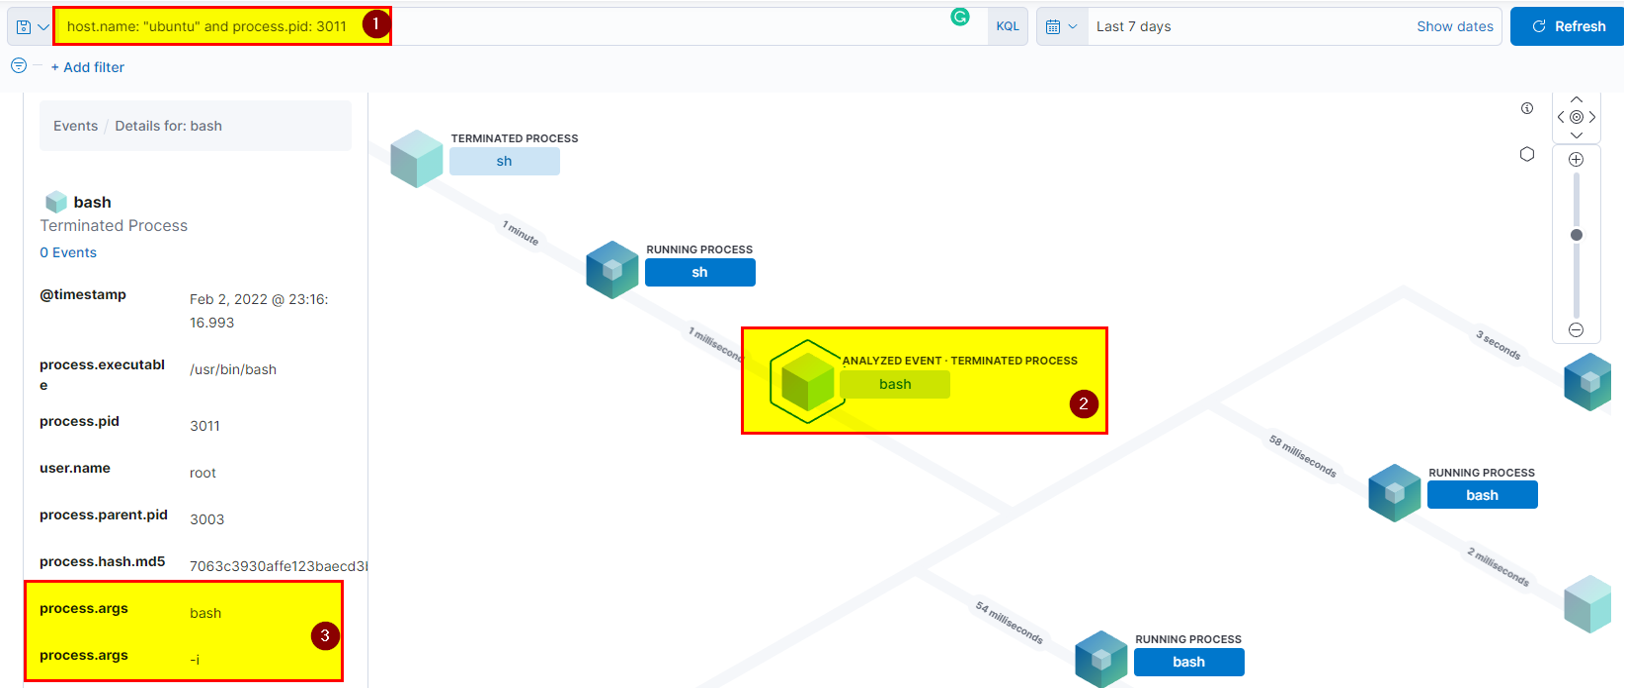 host.name: "ubuntu" and process.pid: 3011
1
KQL
Last 7 days
Show dates
Refresh
+ Add filter
Events / Details for: bash
bash
Terminated Process
0 Events
@timestamp
Feb 2, 2022 @ 23:16:
16.993
process.executabl
e
/usr/bin/bash
process.pid
3011
user.name
root
process.parent.pid
3003
process.hash.md5
7063c3930affe123baecd3
process.args
bash
process.args
-i
3
TERMINATED PROCESS
sh
1 minute
RUNNING PROCESS
sh
1 millisecond
ANALYZED EVENT · TERMINATED PROCESS
bash
2
3 seconds
58 milliseconds
RUNNING PROCESS
bash
2 milliseconds
54 milliseconds
RUNNING PROCESS
bash